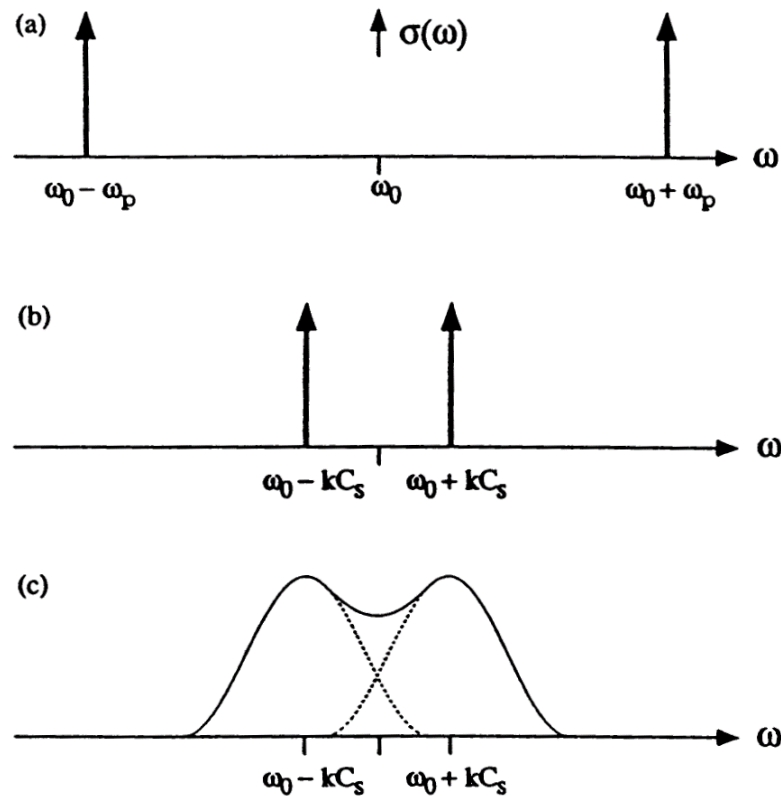 (a)
σ(ω)
ω
ω₀ − ωₚ
ω₀
ω₀ + ωₚ
(b)
ω
ω₀ − kCₛ
ω₀ + kCₛ
(c)
ω
ω₀ − kCₛ
ω₀ + kCₛ